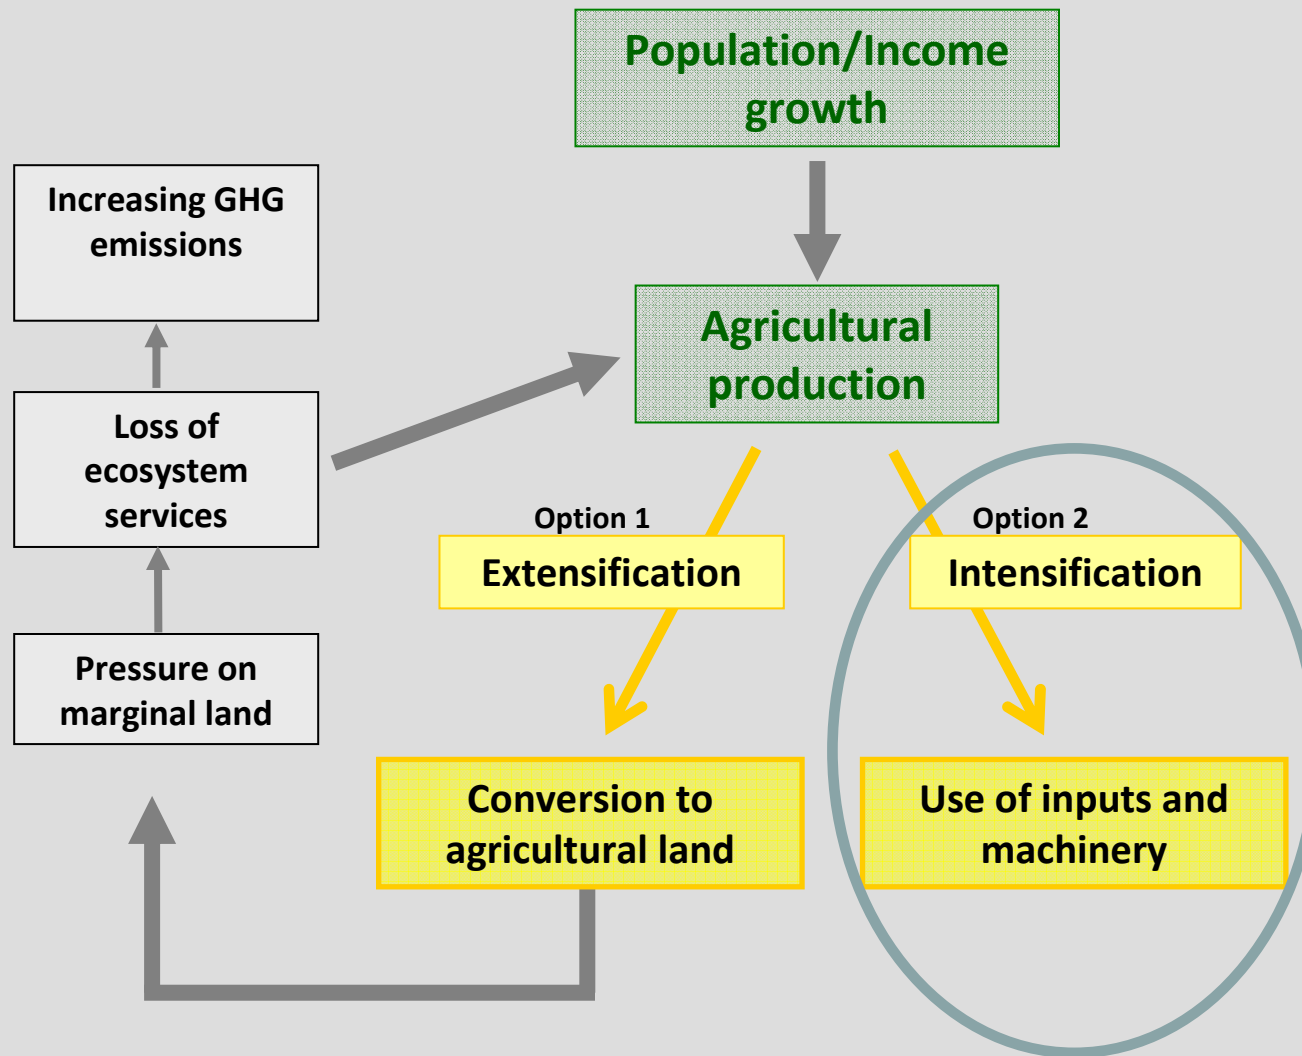 Population/Income
growth
Increasing GHG
emissions
Agricultural
production
Loss of
ecosystem
services
Option 1
Extensification
Option 2
Intensification
Pressure on
marginal land
Conversion to
agricultural land
Use of inputs and
machinery